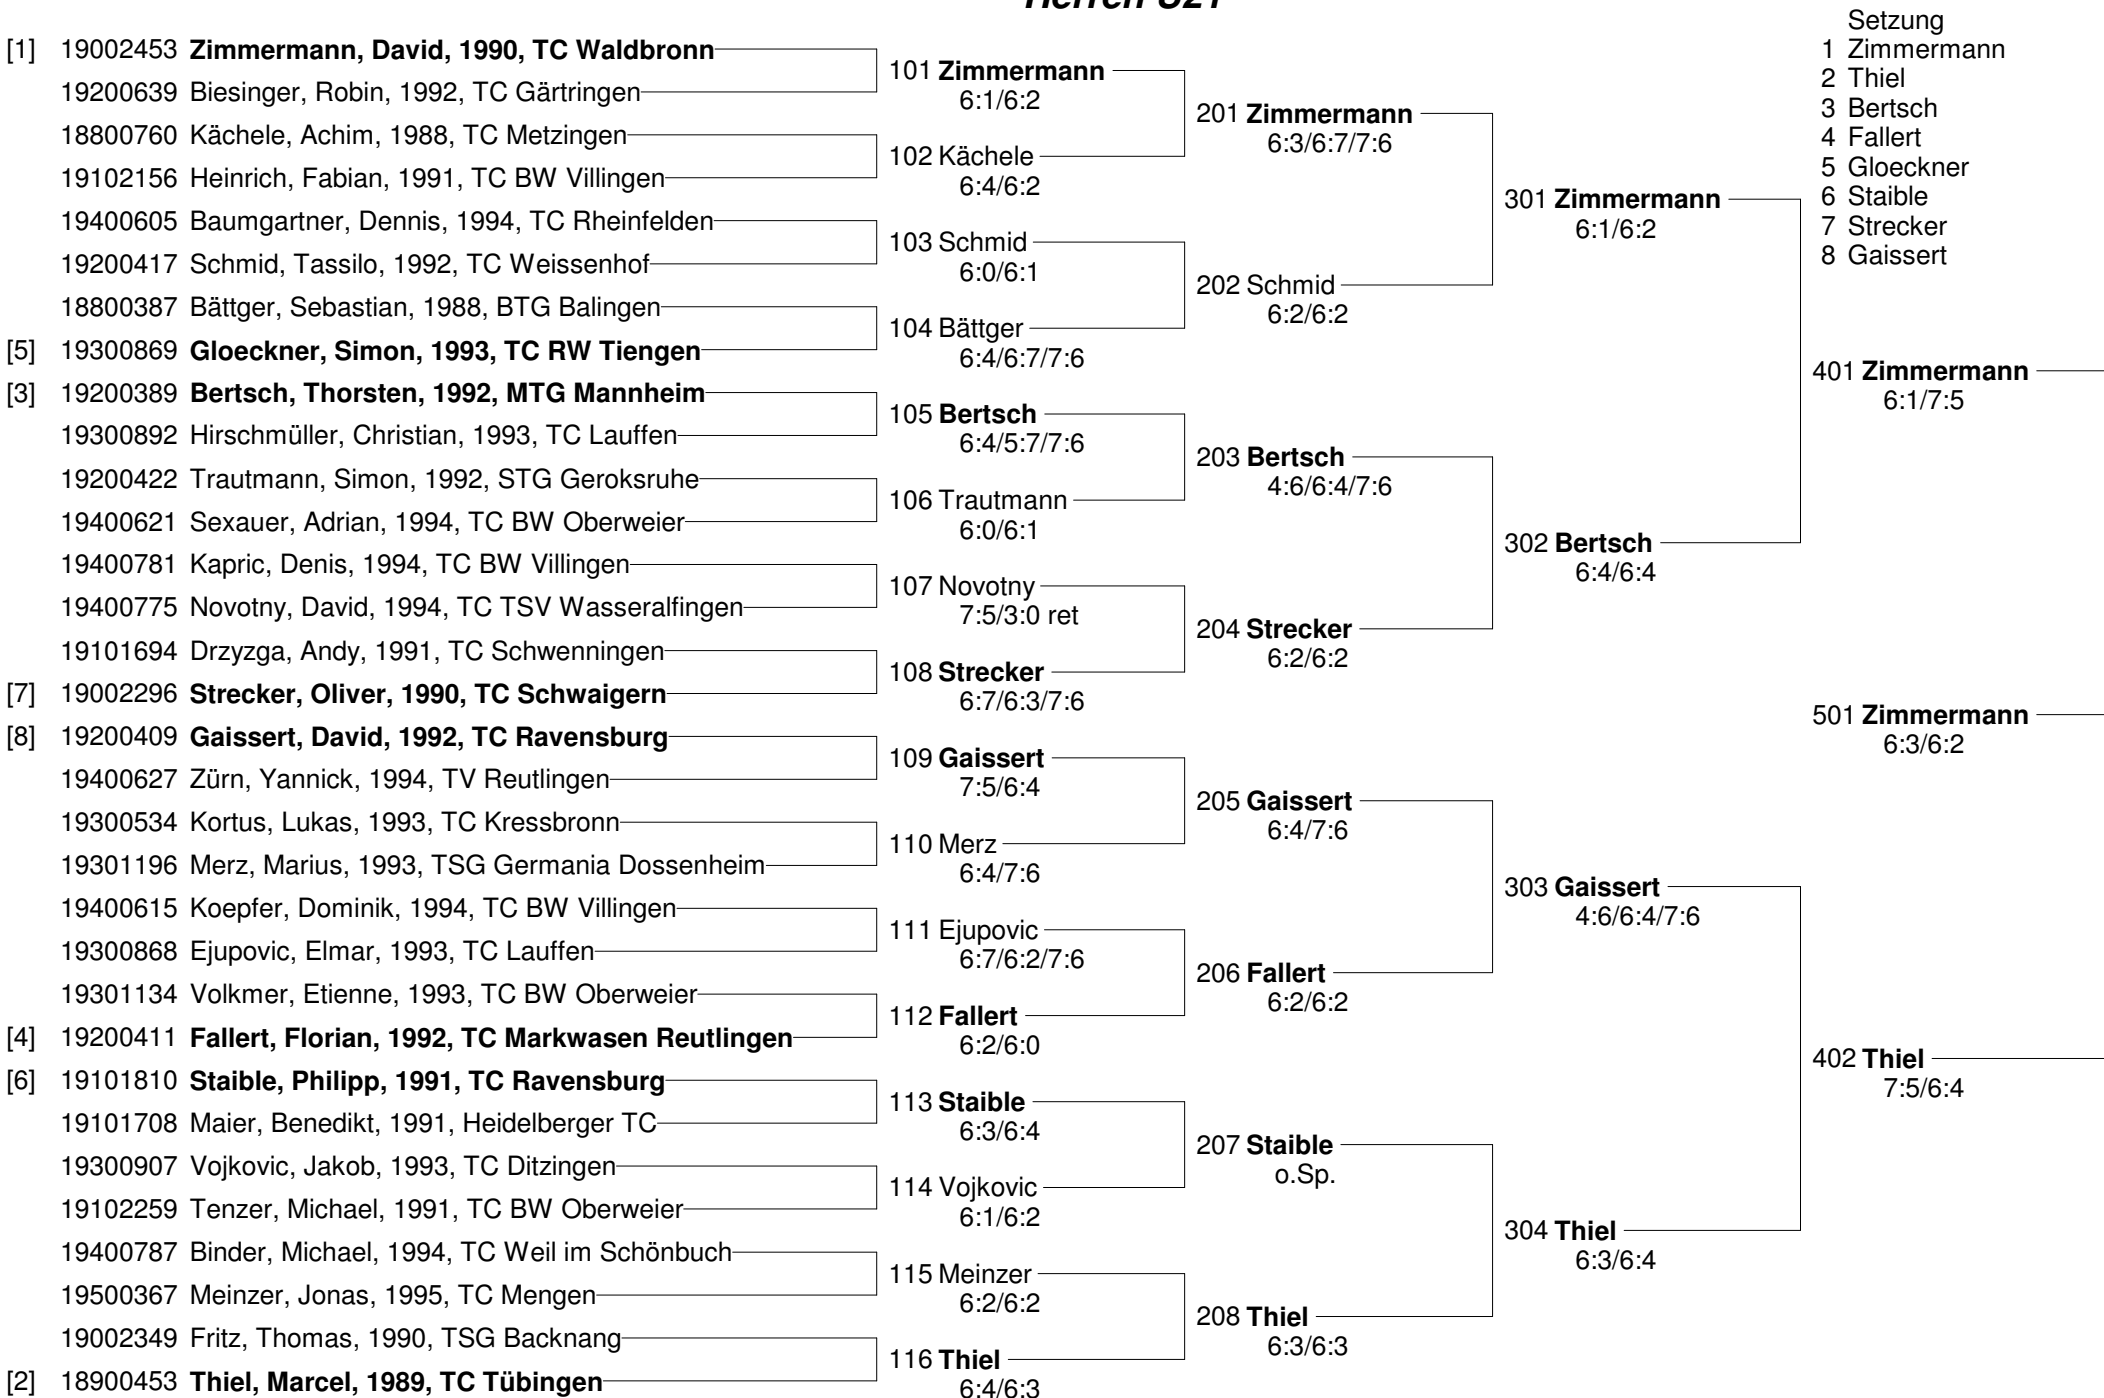 Herren U21
Setzung
1 Zimmermann
2 Thiel
3 Bertsch
4 Fallert
5 Gloeckner
6 Staible
7 Strecker
8 Gaissert
[1] 19002453 Zimmermann, David, 1990, TC Waldbronn
19200639 Biesinger, Robin, 1992, TC Gärtringen
18800760 Kächele, Achim, 1988, TC Metzingen
19102156 Heinrich, Fabian, 1991, TC BW Villingen
19400605 Baumgartner, Dennis, 1994, TC Rheinfelden
19200417 Schmid, Tassilo, 1992, TC Weissenhof
18800387 Bättger, Sebastian, 1988, BTG Balingen
[5] 19300869 Gloeckner, Simon, 1993, TC RW Tiengen
[3] 19200389 Bertsch, Thorsten, 1992, MTG Mannheim
19300892 Hirschmüller, Christian, 1993, TC Lauffen
19200422 Trautmann, Simon, 1992, STG Geroksruhe
19400621 Sexauer, Adrian, 1994, TC BW Oberweier
19400781 Kapric, Denis, 1994, TC BW Villingen
19400775 Novotny, David, 1994, TC TSV Wasseralfingen
19101694 Drzyzga, Andy, 1991, TC Schwenningen
[7] 19002296 Strecker, Oliver, 1990, TC Schwaigern
[8] 19200409 Gaissert, David, 1992, TC Ravensburg
19400627 Zürn, Yannick, 1994, TV Reutlingen
19300534 Kortus, Lukas, 1993, TC Kressbronn
19301196 Merz, Marius, 1993, TSG Germania Dossenheim
19400615 Koepfer, Dominik, 1994, TC BW Villingen
19300868 Ejupovic, Elmar, 1993, TC Lauffen
19301134 Volkmer, Etienne, 1993, TC BW Oberweier
[4] 19200411 Fallert, Florian, 1992, TC Markwasen Reutlingen
[6] 19101810 Staible, Philipp, 1991, TC Ravensburg
19101708 Maier, Benedikt, 1991, Heidelberger TC
19300907 Vojkovic, Jakob, 1993, TC Ditzingen
19102259 Tenzer, Michael, 1991, TC BW Oberweier
19400787 Binder, Michael, 1994, TC Weil im Schönbuch
19500367 Meinzer, Jonas, 1995, TC Mengen
19002349 Fritz, Thomas, 1990, TSG Backnang
[2] 18900453 Thiel, Marcel, 1989, TC Tübingen
101 Zimmermann
6:1/6:2
102 Kächele
6:4/6:2
103 Schmid
6:0/6:1
104 Bättger
6:4/6:7/7:6
105 Bertsch
6:4/5:7/7:6
106 Trautmann
6:0/6:1
107 Novotny
7:5/3:0 ret
108 Strecker
6:7/6:3/7:6
109 Gaissert
7:5/6:4
110 Merz
6:4/7:6
111 Ejupovic
6:7/6:2/7:6
112 Fallert
6:2/6:0
113 Staible
6:3/6:4
114 Vojkovic
6:1/6:2
115 Meinzer
6:2/6:2
116 Thiel
6:4/6:3
201 Zimmermann
6:3/6:7/7:6
202 Schmid
6:2/6:2
203 Bertsch
4:6/6:4/7:6
204 Strecker
6:2/6:2
205 Gaissert
6:4/7:6
206 Fallert
6:2/6:2
207 Staible
o.Sp.
208 Thiel
6:3/6:3
301 Zimmermann
6:1/6:2
302 Bertsch
6:4/6:4
303 Gaissert
4:6/6:4/7:6
304 Thiel
6:3/6:4
401 Zimmermann
6:1/7:5
501 Zimmermann
6:3/6:2
402 Thiel
7:5/6:4